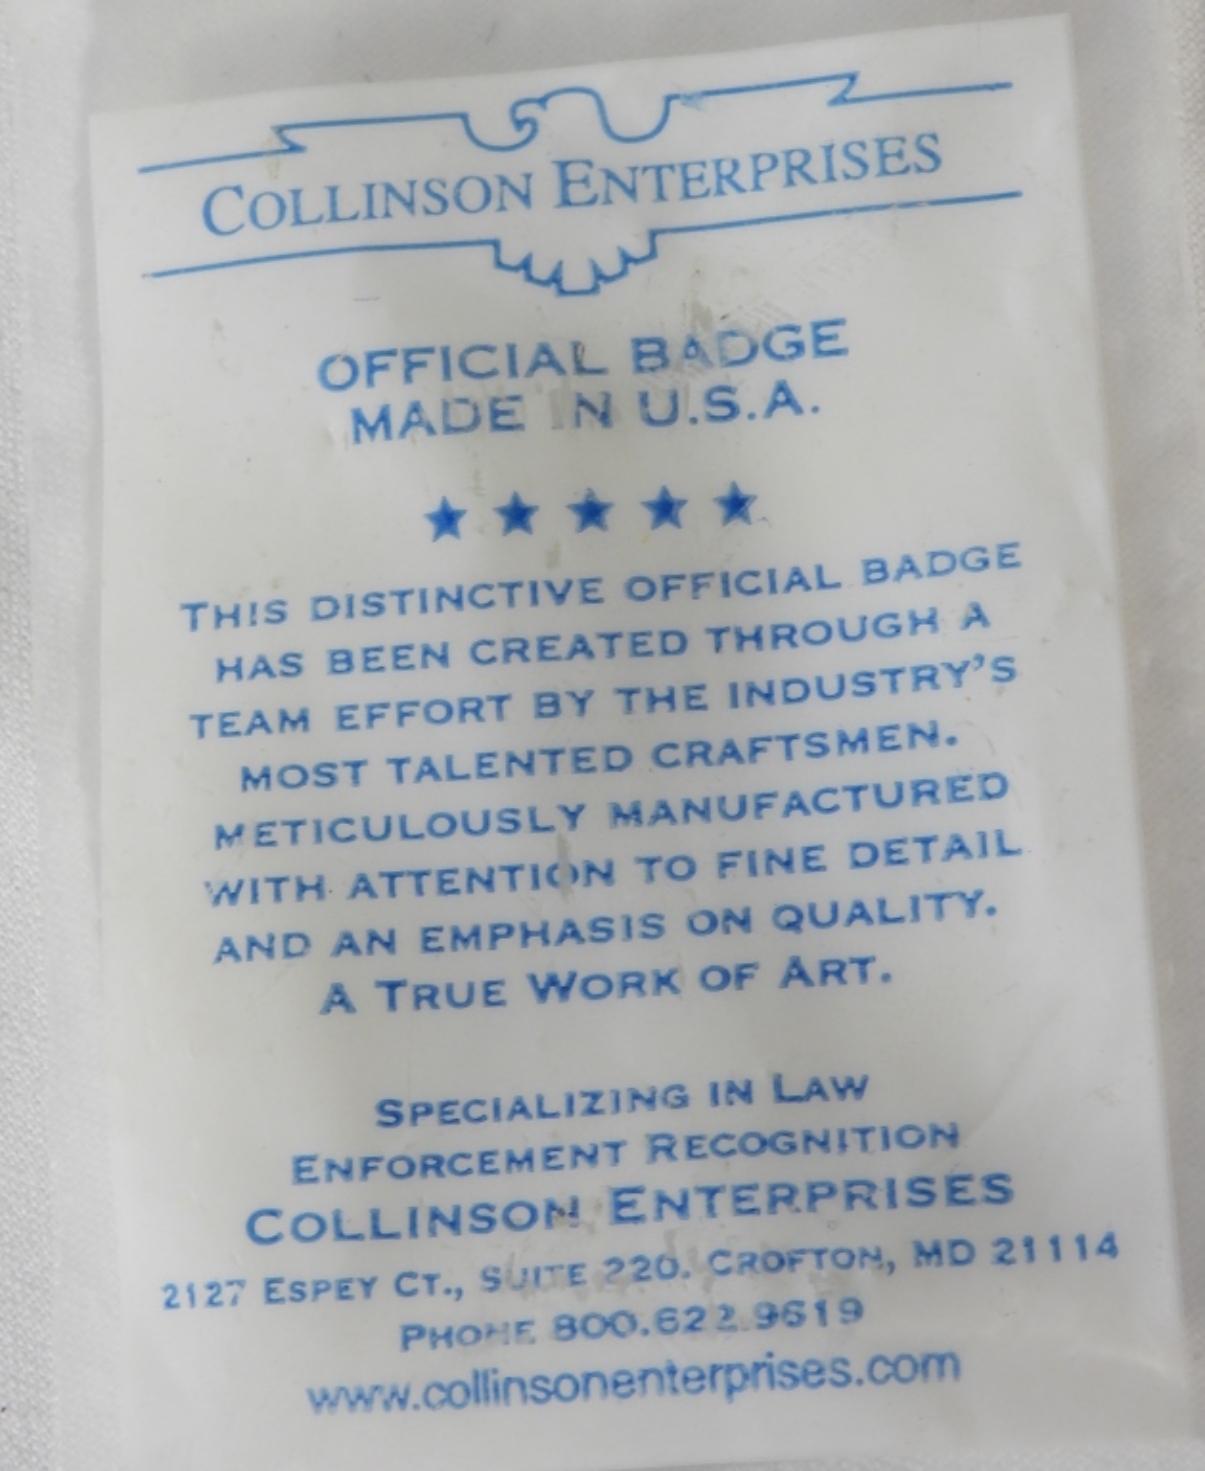 COLLINSON ENTERPRISES
OFFICIAL BADGE
MADE IN U.S.A.
THIS DISTINCTIVE OFFICIAL BADGE
HAS BEEN CREATED THROUGH A
TEAM EFFORT BY THE INDUSTRY'S
MOST TALENTED CRAFTSMEN.
METICULOUSLY MANUFACTURED
WITH ATTENTION TO FINE DETAIL
AND AN EMPHASIS ON QUALITY.
A TRUE WORK OF ART.
SPECIALIZING IN LAW
ENFORCEMENT RECOGNITION
COLLINSON ENTERPRISES
2127 ESPEY CT., SUITE 220. CROFTON, MD 21114
PHONE 800.622.9619
www.collinsonenterprises.com